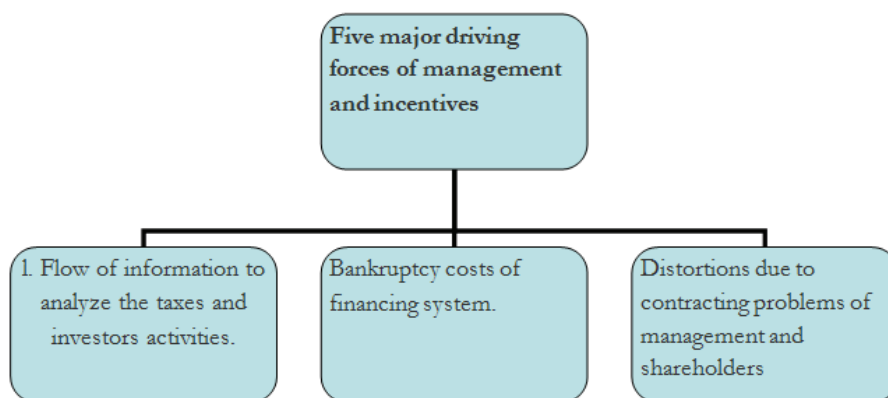 Five major driving
forces of management
and incentives
1. Flow of information to
analyze the taxes and
investors activities.
Bankruptcy costs of
financing system.
Distortions due to
contracting problems of
management and
shareholders